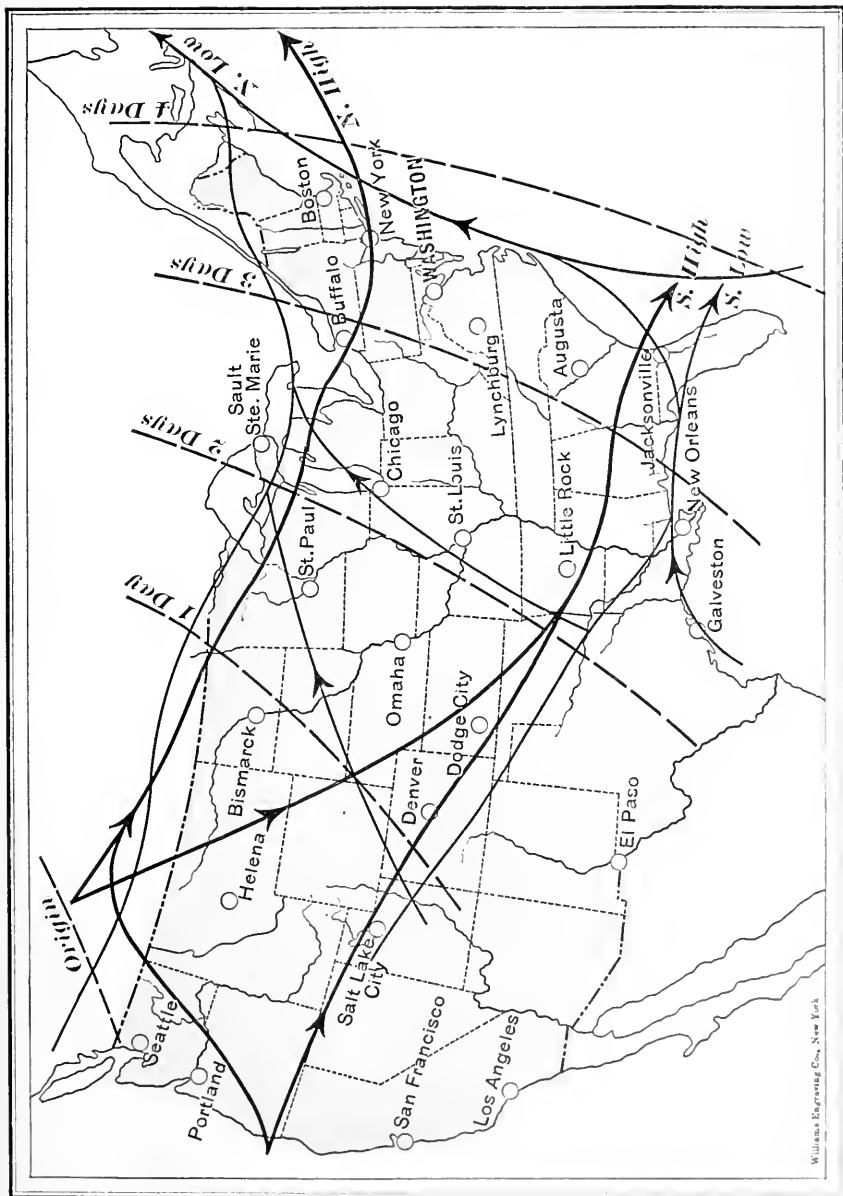 Origin
1 Day
2 Days
3 Days
4 Days
N. Low
N. High
S. High
S. Low
Seattle
Portland
Helena
Bismarck
St. Paul
Sault
Ste. Marie
Buffalo
Boston
New York
WASHINGTON
Lynchburg
Chicago
Omaha
St. Louis
Salt Lake
City
Denver
Dodge City
Little Rock
Augusta
Jacksonville
San Francisco
Los Angeles
El Paso
Galveston
New Orleans
Williams Engraving Co., New York